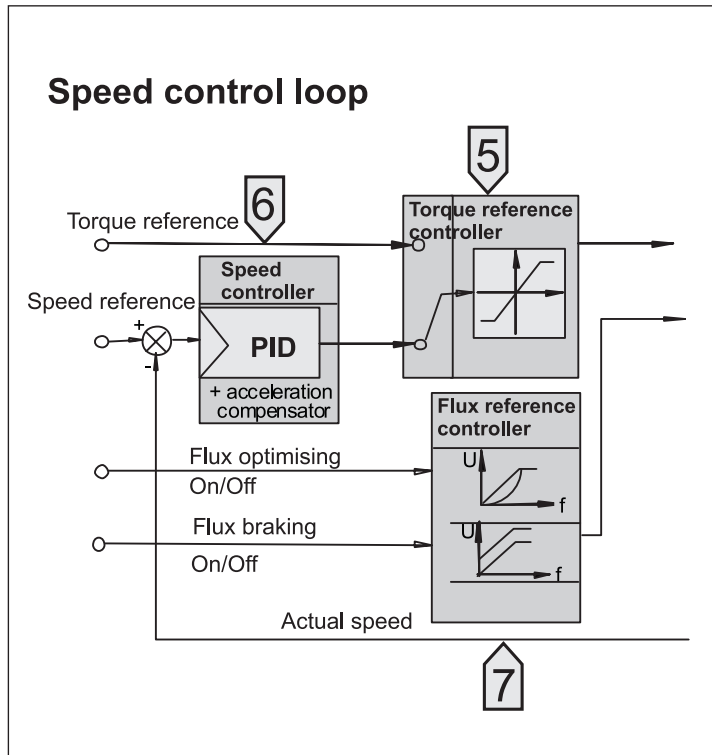 Speed control loop
5
6
Torque reference
Torque reference
controller
Speed
controller
Speed reference
+
-
PID
+ acceleration
compensator
Flux reference
controller
Flux optimising
On/Off
U
f
Flux braking
On/Off
U
f
Actual speed
7